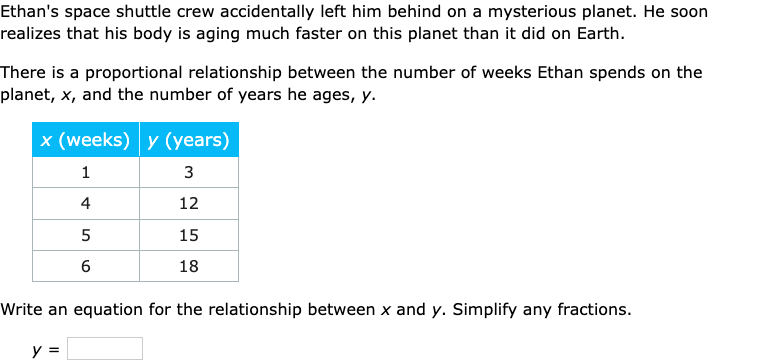 Ethan's space shuttle crew accidentally left him behind on a mysterious planet. He soon
realizes that his body is aging much faster on this planet than it did on Earth.
There is a proportional relationship between the number of weeks Ethan spends on the
planet, x, and the number of years he ages, y.
x (weeks) y (years)
1 3
4 12
5 15
6 18
Write an equation for the relationship between x and y. Simplify any fractions.
y =